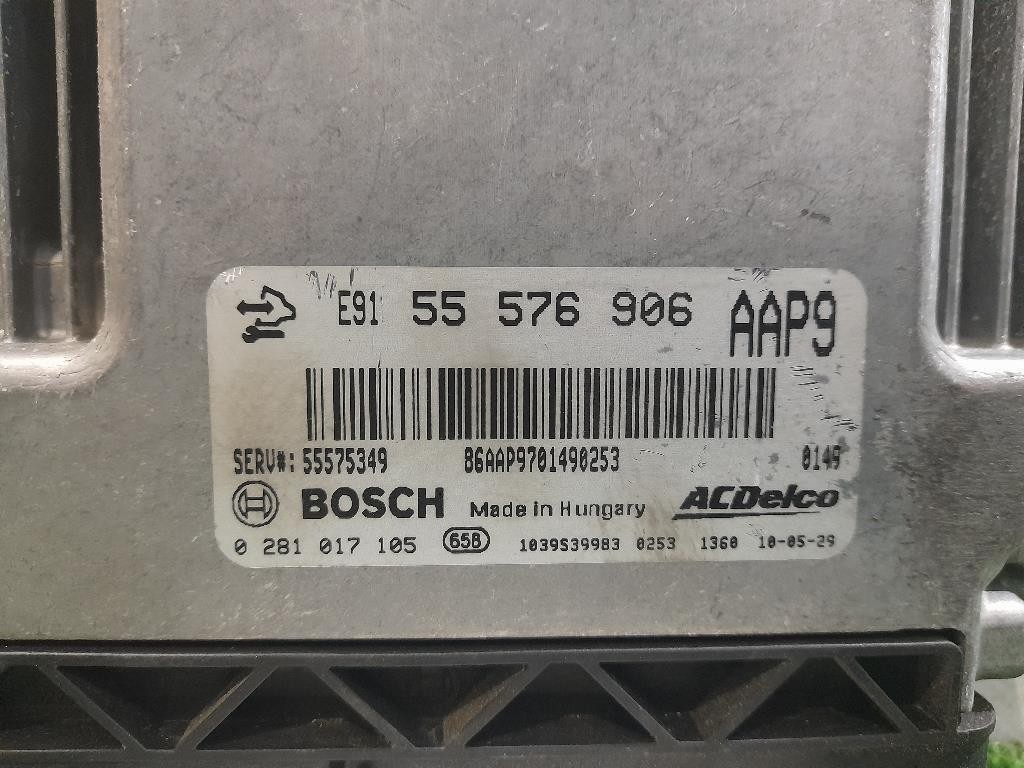 E91 55 576 906 AAP9
SERV#: 55575349 86AAP9701490253 0149
BOSCH Made in Hungary ACDelco
0 281 017 105 658 1039S39983 0253 1360 10-05-29